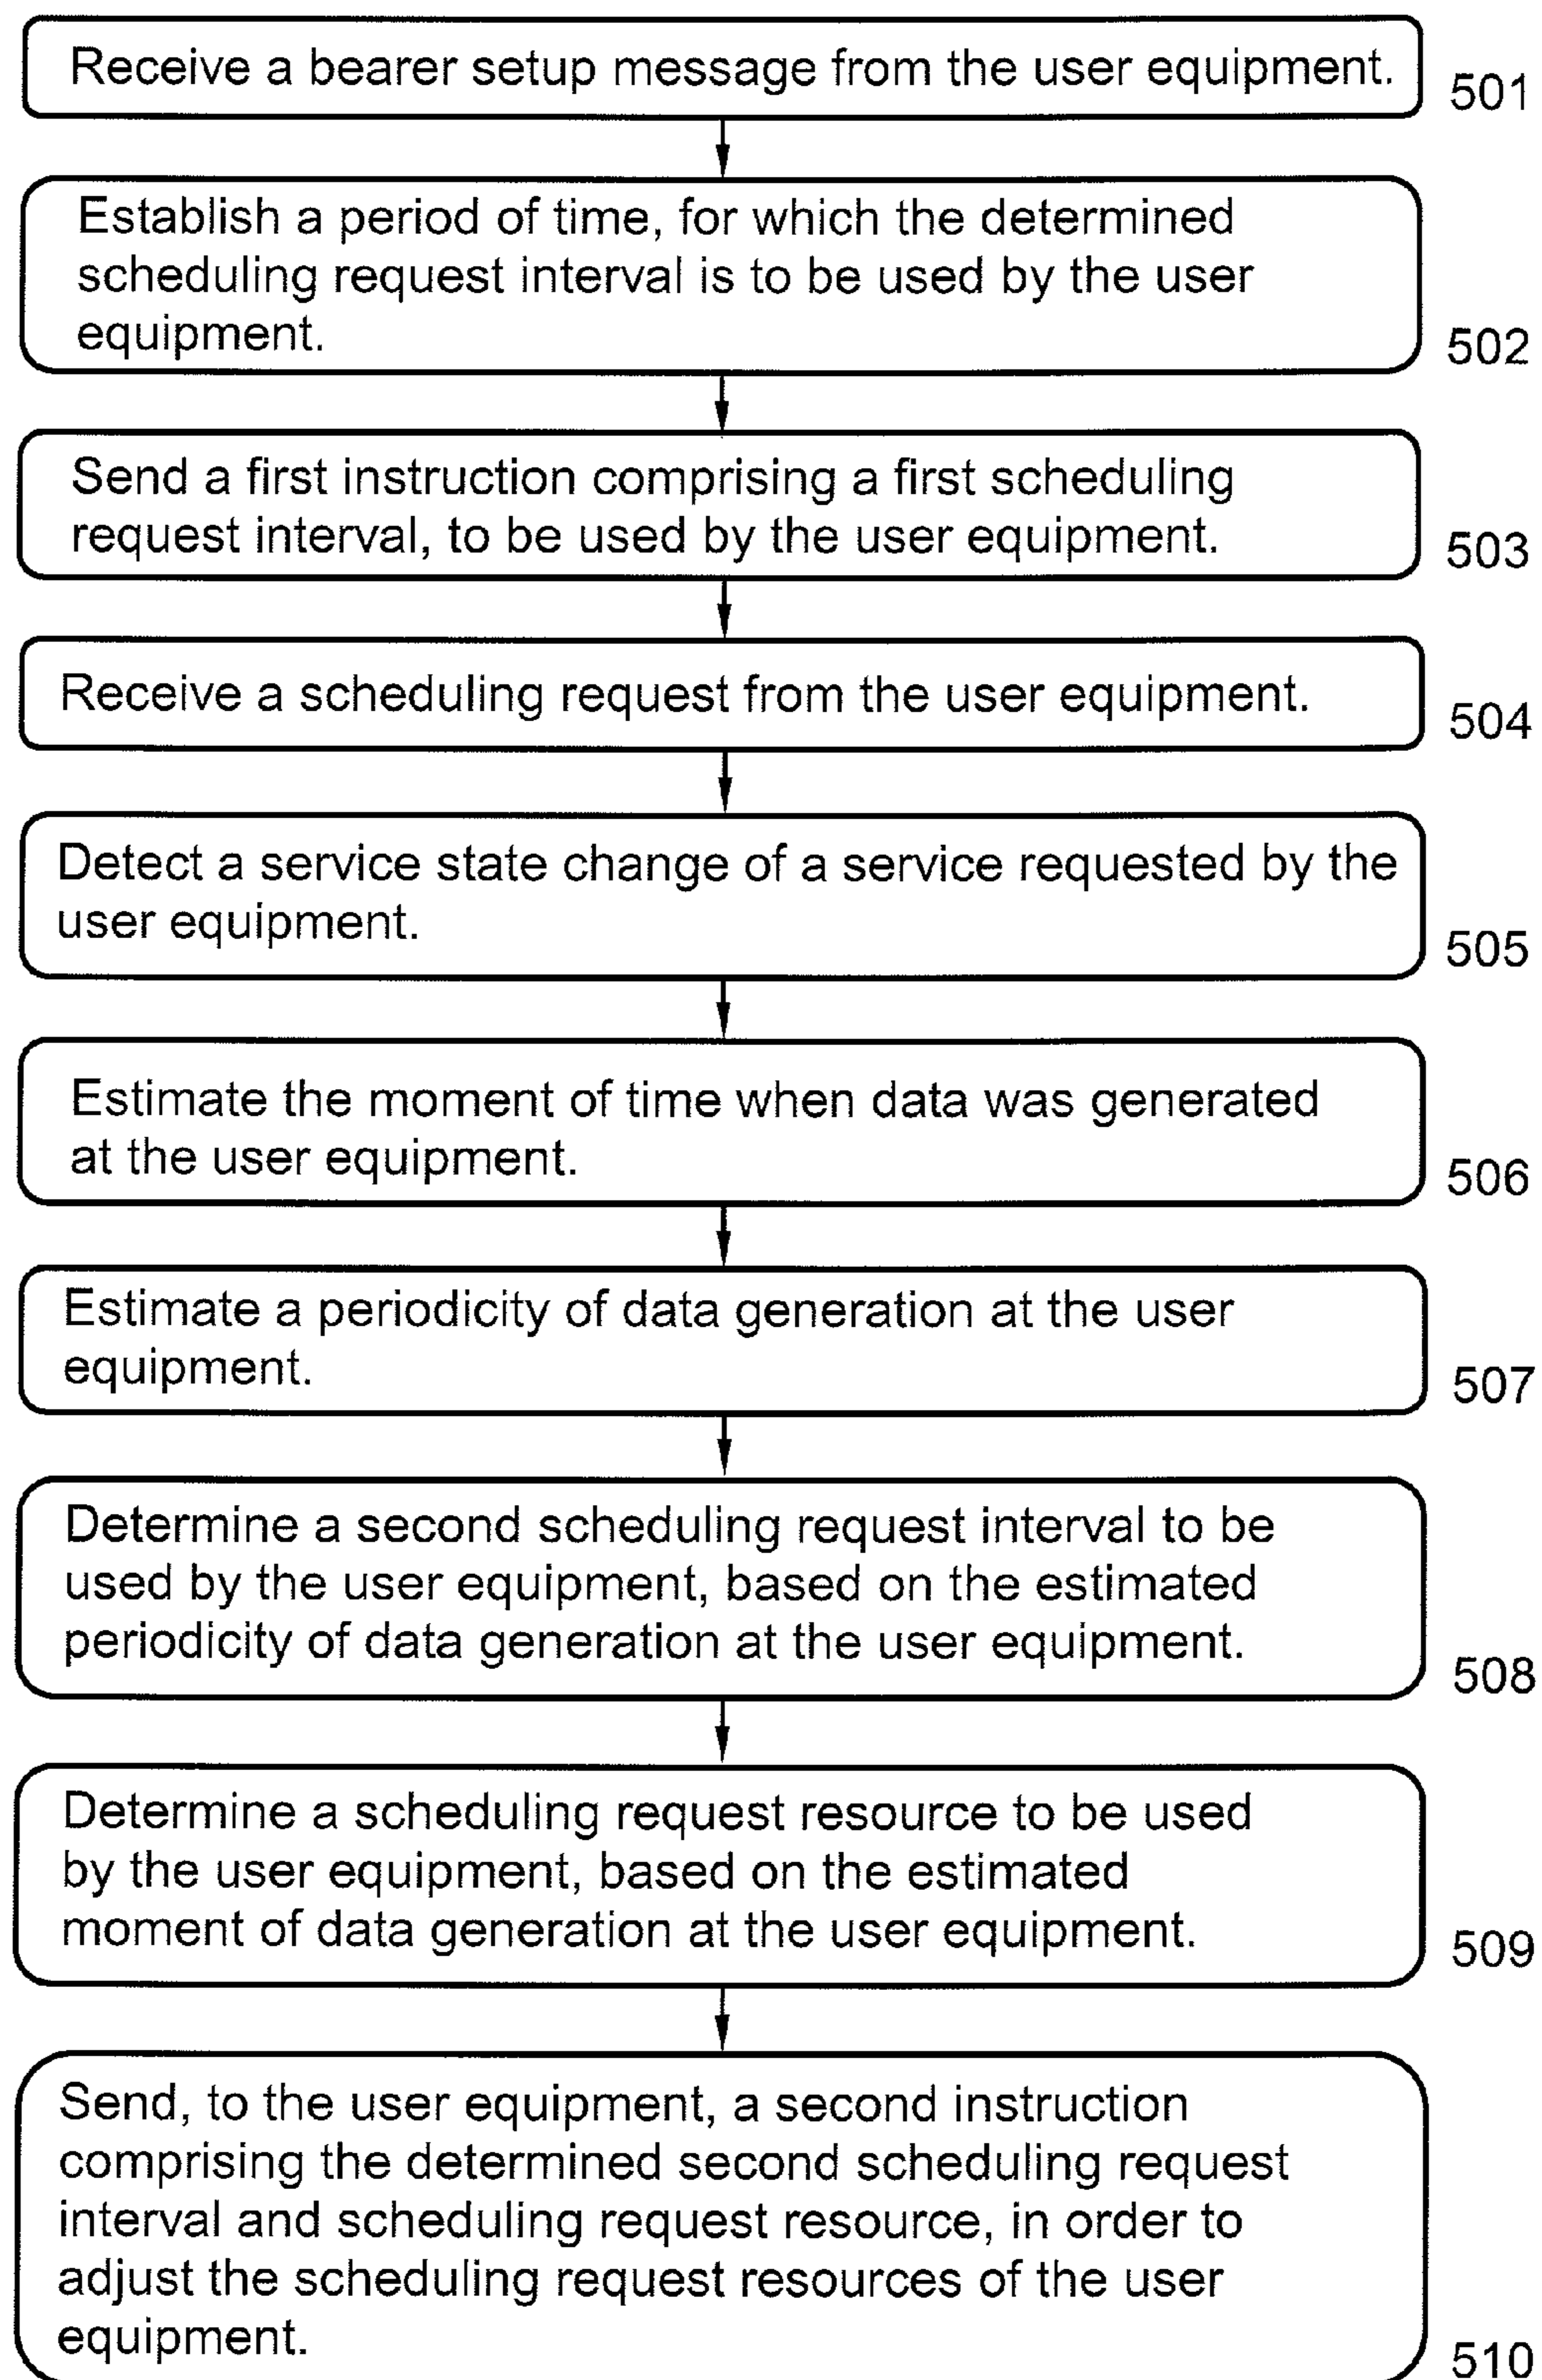 Receive a bearer setup message from the user equipment.
501
Establish a period of time, for which the determined
scheduling request interval is to be used by the user
equipment.
502
Send a first instruction comprising a first scheduling
request interval, to be used by the user equipment.
503
Receive a scheduling request from the user equipment.
504
Detect a service state change of a service requested by the
user equipment.
505
Estimate the moment of time when data was generated
at the user equipment.
506
Estimate a periodicity of data generation at the user
equipment.
507
Determine a second scheduling request interval to be
used by the user equipment, based on the estimated
periodicity of data generation at the user equipment.
508
Determine a scheduling request resource to be used
by the user equipment, based on the estimated
moment of data generation at the user equipment.
509
Send, to the user equipment, a second instruction
comprising the determined second scheduling request
interval and scheduling request resource, in order to
adjust the scheduling request resources of the user
equipment.
510